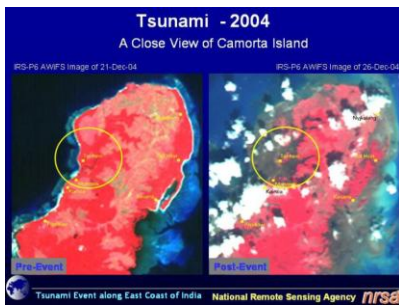 Tsunami - 2004
A Close View of Camorta Island
IRS-P6 AWIFS Image of 21-Dec-04
IRS-P6 AWIFS Image of 26-Dec-04
Pre-Event
Post-Event
Tsunami Event along East Coast of India
National Remote Sensing Agency
nrsa